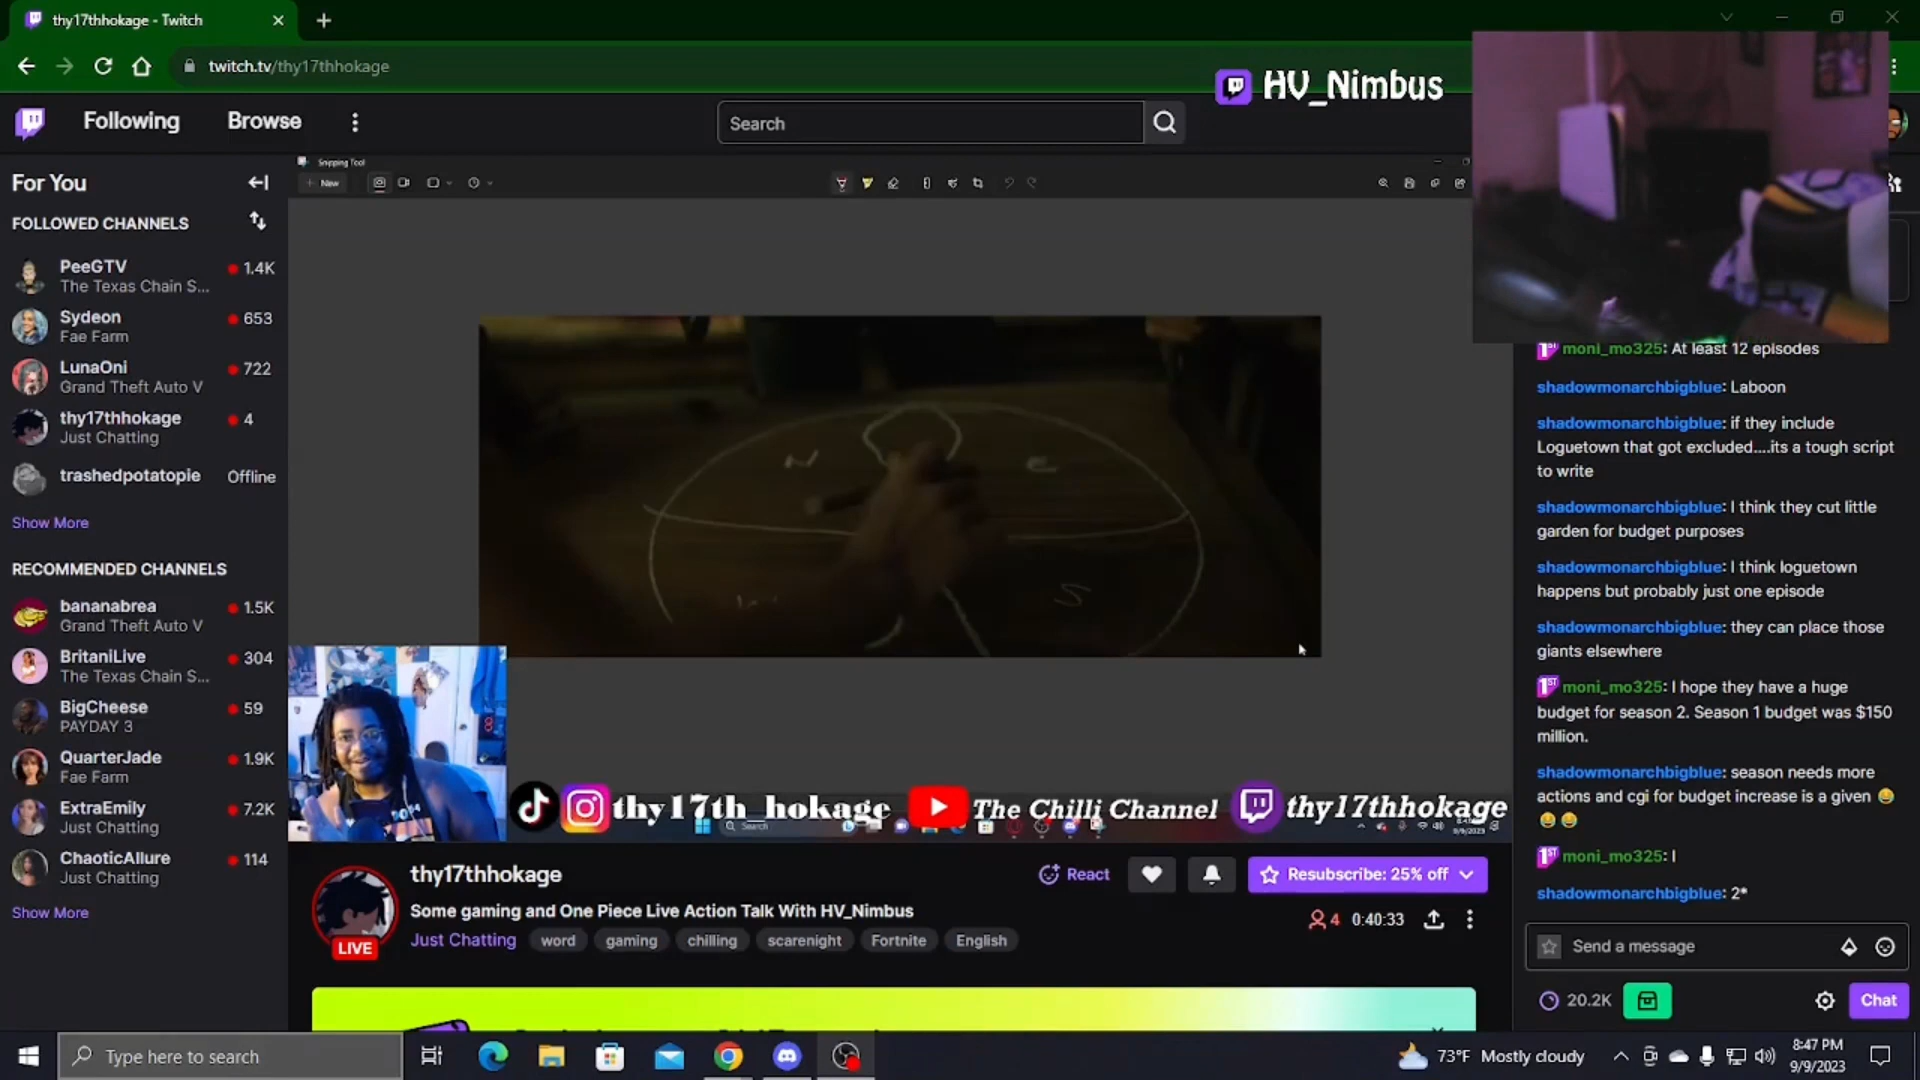 thy17thhokage - Twitch
twitch.tv/thy17thhokage
HV_Nimbus
Following
Browse
Search
For You
FOLLOWED CHANNELS
PeeGTV
1.4K
The Texas Chain S...
Sydeon
653
Fae Farm
LunaOni
722
Grand Theft Auto V
thy17thhokage
4
Just Chatting
trashedpotatopie
Offline
Show More
RECOMMENDED CHANNELS
bananabrea
1.5K
Grand Theft Auto V
BritaniLive
304
The Texas Chain S...
BigCheese
59
PAYDAY 3
QuarterJade
1.9K
Fae Farm
ExtraEmily
7.2K
Just Chatting
ChaoticAllure
114
Just Chatting
Show More
Snipping Tool
New
N
E
S
thy17th_hokage
The Chilli Channel
thy17thhokage
Search
9/9/2023
thy17thhokage
React
Resubscribe: 25% off
Some gaming and One Piece Live Action Talk With HV_Nimbus
4
0:40:33
LIVE
Just Chatting
word
gaming
chilling
scarenight
Fortnite
English
1ST moni_mo325: At least 12 episodes
shadowmonarchbigblue: Laboon
shadowmonarchbigblue: if they include
Loguetown that got excluded....its a tough script
to write
shadowmonarchbigblue: I think they cut little
garden for budget purposes
shadowmonarchbigblue: I think loguetown
happens but probably just one episode
shadowmonarchbigblue: they can place those
giants elsewhere
1ST moni_mo325: I hope they have a huge
budget for season 2. Season 1 budget was $150
million.
shadowmonarchbigblue: season needs more
actions and cgi for budget increase is a given 😂
😂 😂
1ST moni_mo325: I
shadowmonarchbigblue: 2*
Send a message
20.2K
Chat
Type here to search
73°F Mostly cloudy
8:47 PM
9/9/2023